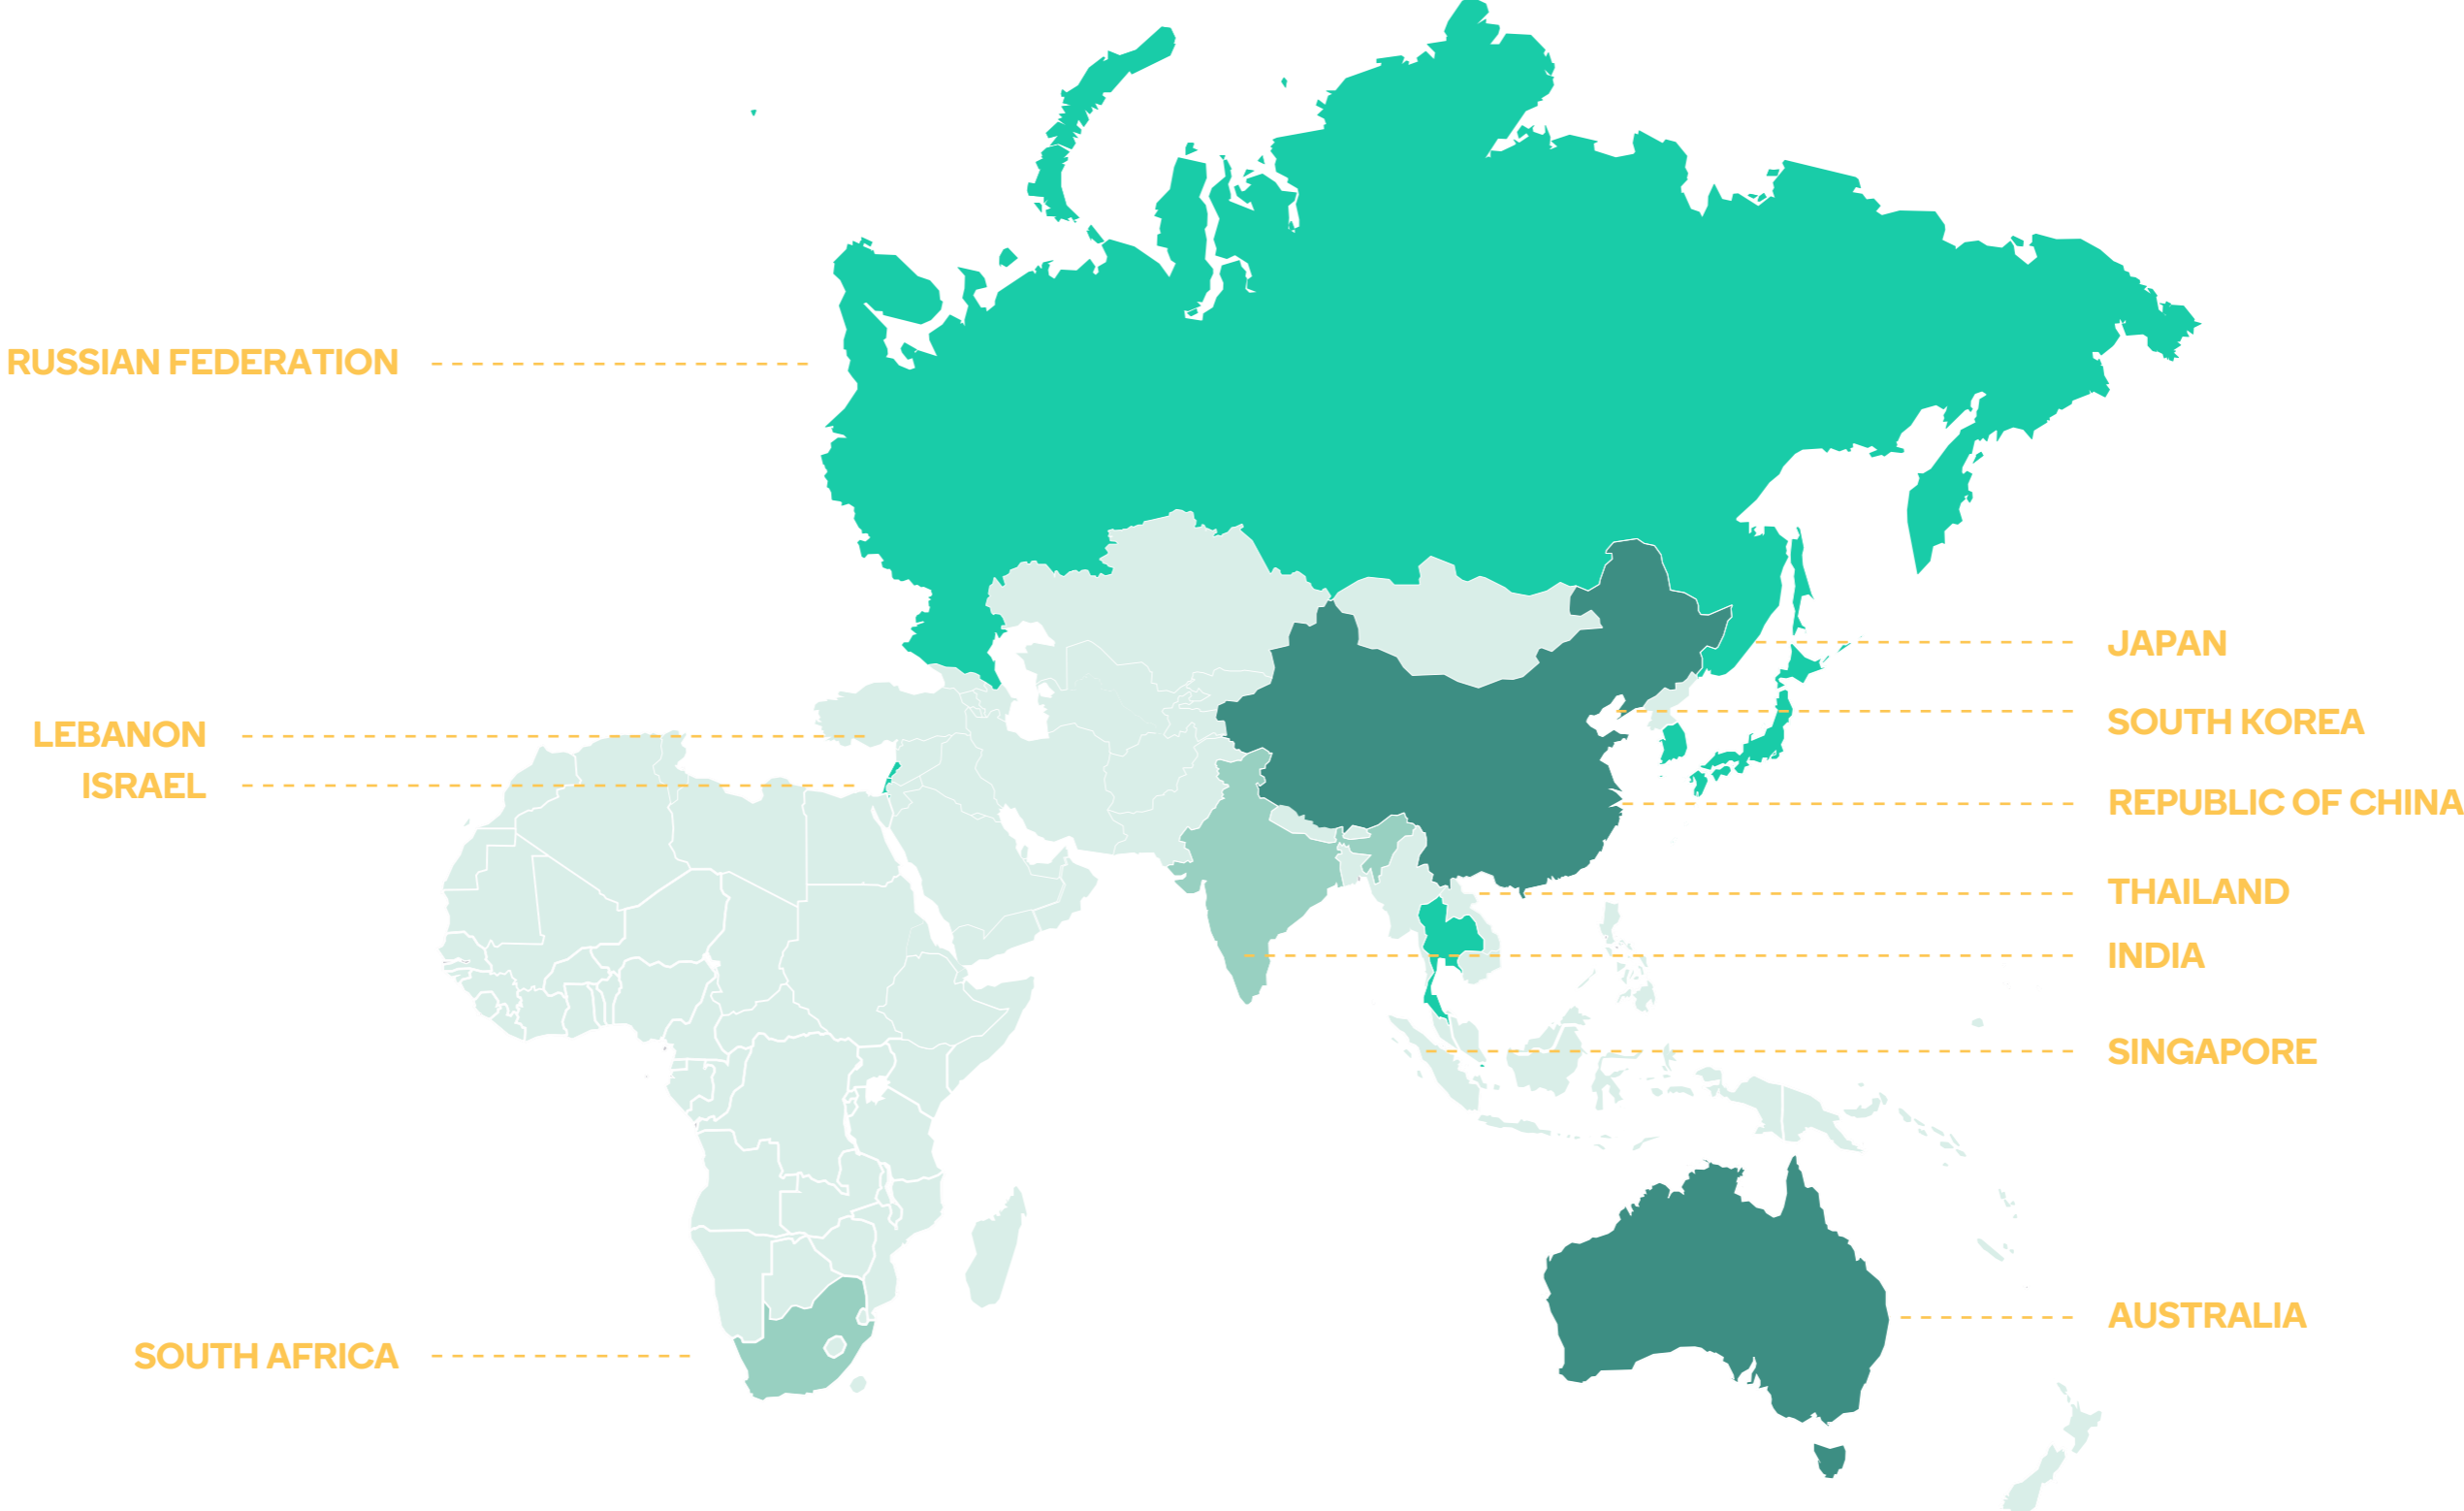 RUSSIAN FEDERATION
JAPAN
SOUTH KOREA
LEBANON
ISRAEL
REPUBLIC OF CHINA
THAILAND
INDIA
SINGAPORE
AUSTRALIA
SOUTH AFRICA